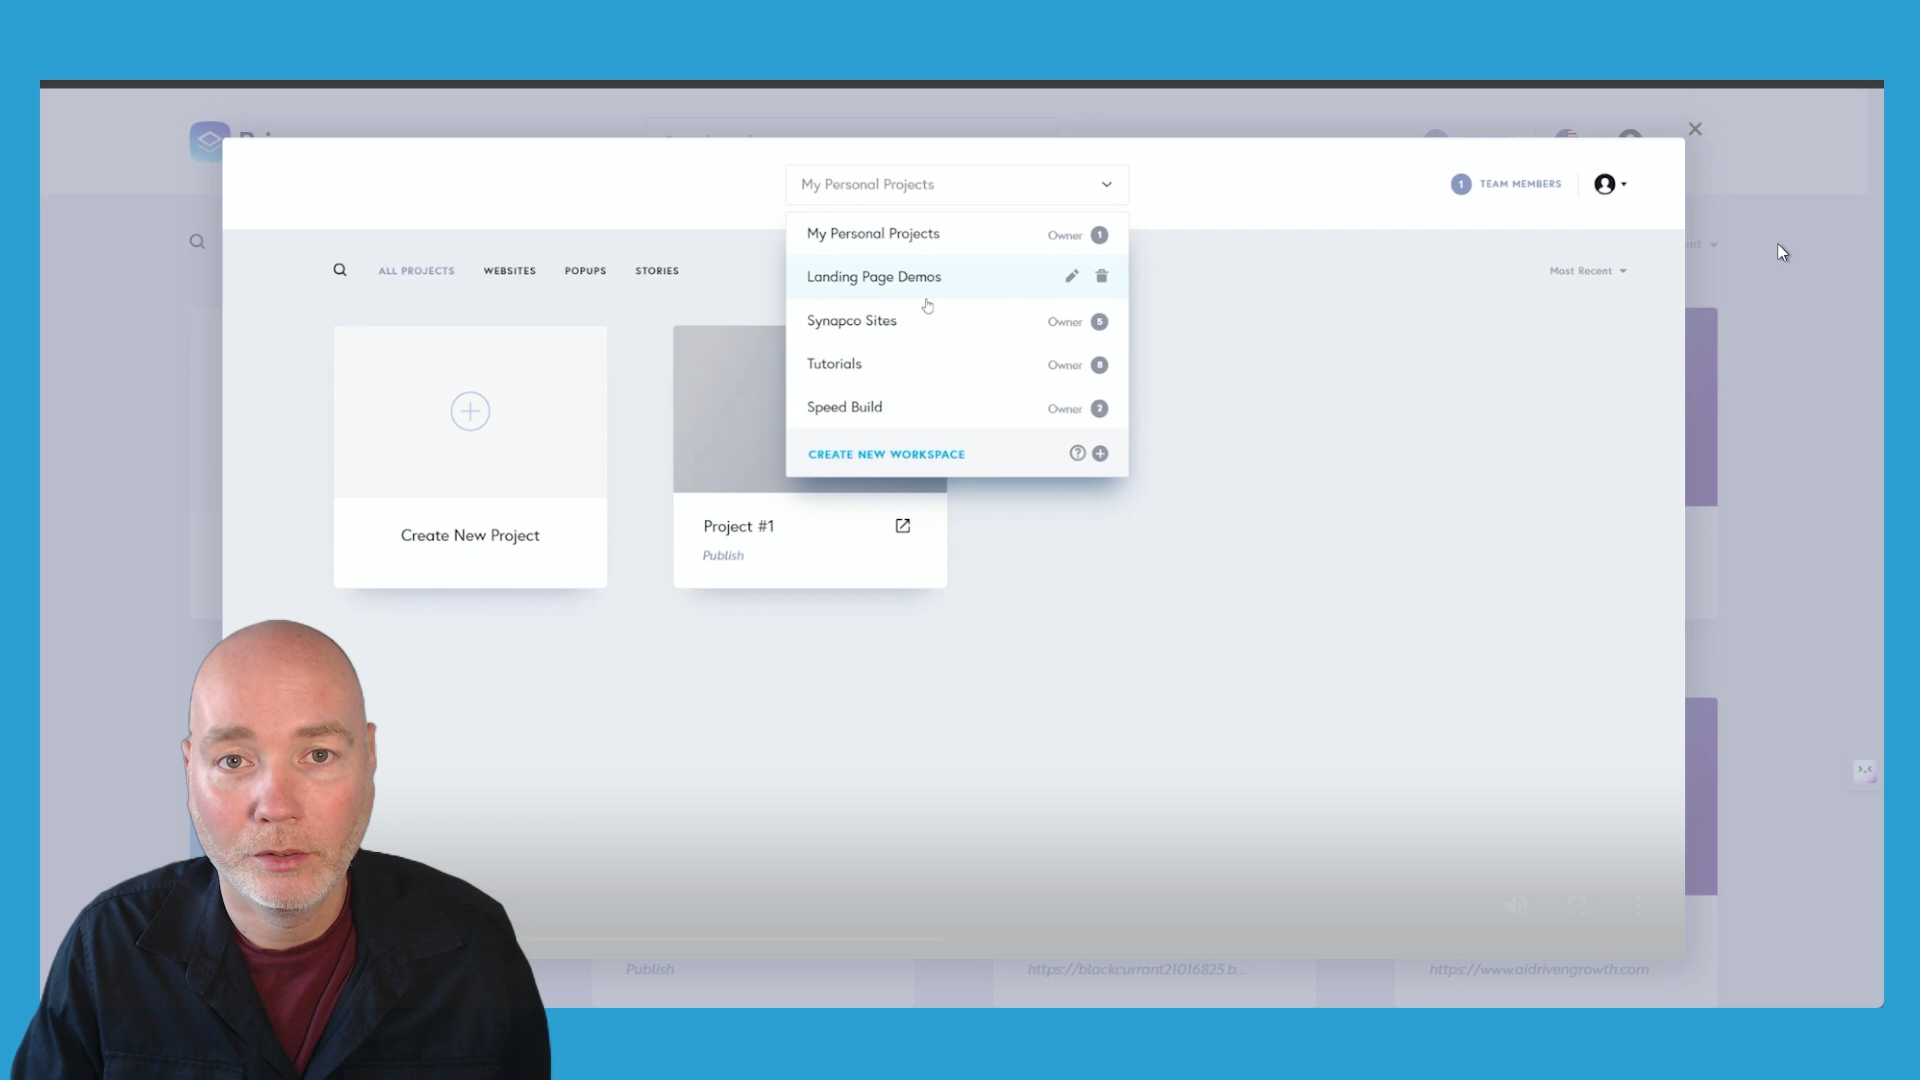 My Personal Projects
1 TEAM MEMBERS
My Personal Projects Owner 1
ALL PROJECTS WEBSITES POPUPS STORIES
Landing Page Demos
Most Recent
Synapco Sites Owner 5
Tutorials Owner 8
Speed Build Owner 2
CREATE NEW WORKSPACE
Create New Project
Project #1
Publish
Publish
https://blackcurrant21016825.b...
https://www.aidrivengrowth.com